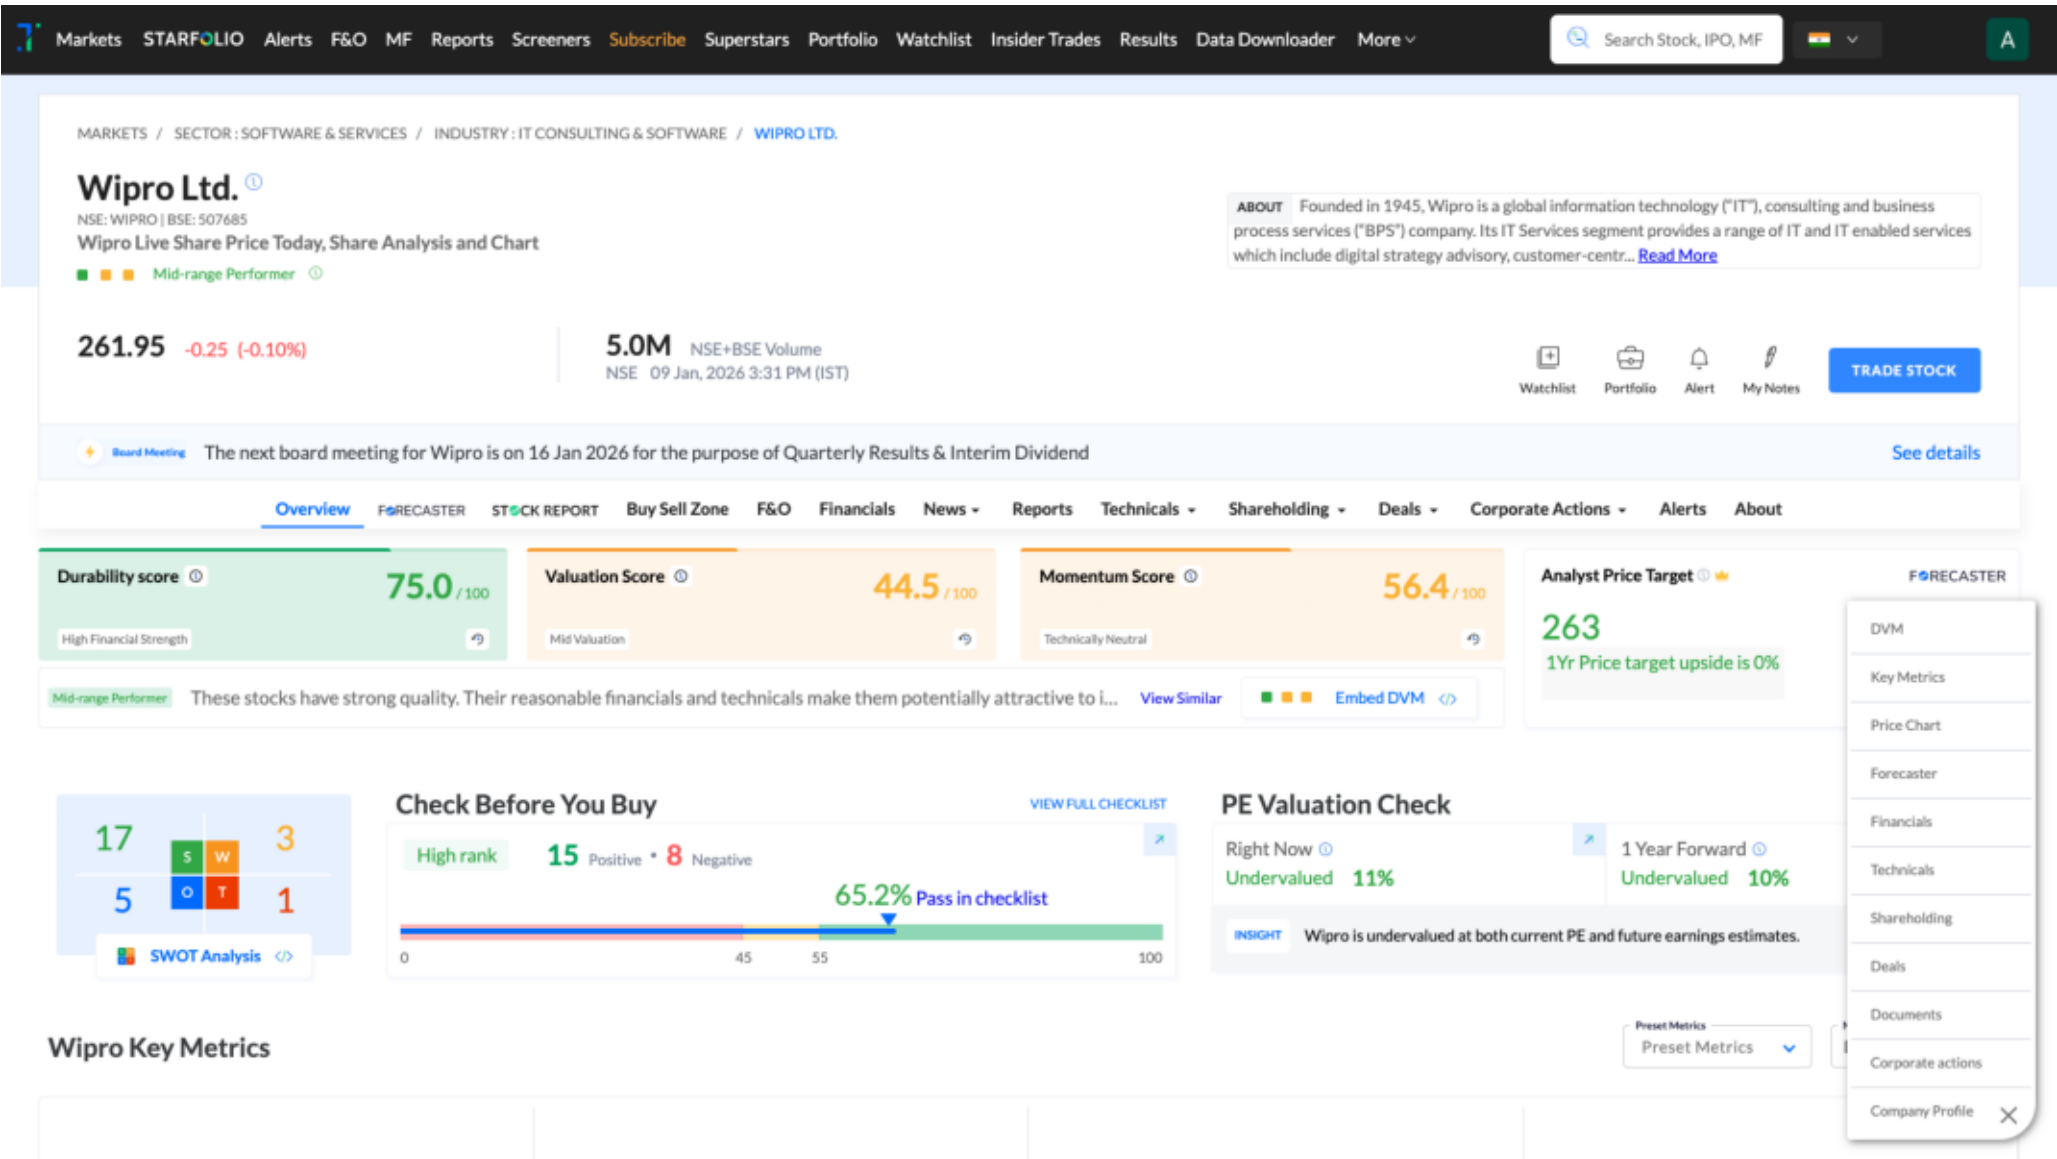 Markets STARFOLIO Alerts F&O MF Reports Screeners Subscribe Superstars Portfolio Watchlist Insider Trades Results Data Downloader More Search Stock, IPO, MF A
MARKETS / SECTOR : SOFTWARE & SERVICES / INDUSTRY : IT CONSULTING & SOFTWARE / WIPRO LTD.
Wipro Ltd.
NSE: WIPRO | BSE: 507685
Wipro Live Share Price Today, Share Analysis and Chart
Mid-range Performer
ABOUT Founded in 1945, Wipro is a global information technology ("IT"), consulting and business
process services ("BPS") company. Its IT Services segment provides a range of IT and IT enabled services
which include digital strategy advisory, customer-centr... Read More
261.95 -0.25 (-0.10%)
5.0M NSE+BSE Volume
NSE 09 Jan, 2026 3:31 PM (IST)
Watchlist Portfolio Alert My Notes TRADE STOCK
Board Meeting The next board meeting for Wipro is on 16 Jan 2026 for the purpose of Quarterly Results & Interim Dividend See details
Overview FORECASTER STOCK REPORT Buy Sell Zone F&O Financials News Reports Technicals Shareholding Deals Corporate Actions Alerts About
Durability score 75.0 / 100
High Financial Strength
Valuation Score 44.5 / 100
Mid Valuation
Momentum Score 56.4 / 100
Technically Neutral
Analyst Price Target FORECASTER
263
1Yr Price target upside is 0%
Mid-range Performer These stocks have strong quality. Their reasonable financials and technicals make them potentially attractive to i... View Similar Embed DVM </>
17 3
S W
O T
5 1
SWOT Analysis </>
Check Before You Buy VIEW FULL CHECKLIST
High rank 15 Positive • 8 Negative
65.2% Pass in checklist
0 45 55 100
PE Valuation Check
Right Now
Undervalued 11%
1 Year Forward
Undervalued 10%
INSIGHT Wipro is undervalued at both current PE and future earnings estimates.
Wipro Key Metrics
Preset Metrics
Preset Metrics
DVM
Key Metrics
Price Chart
Forecaster
Financials
Technicals
Shareholding
Deals
Documents
Corporate actions
Company Profile